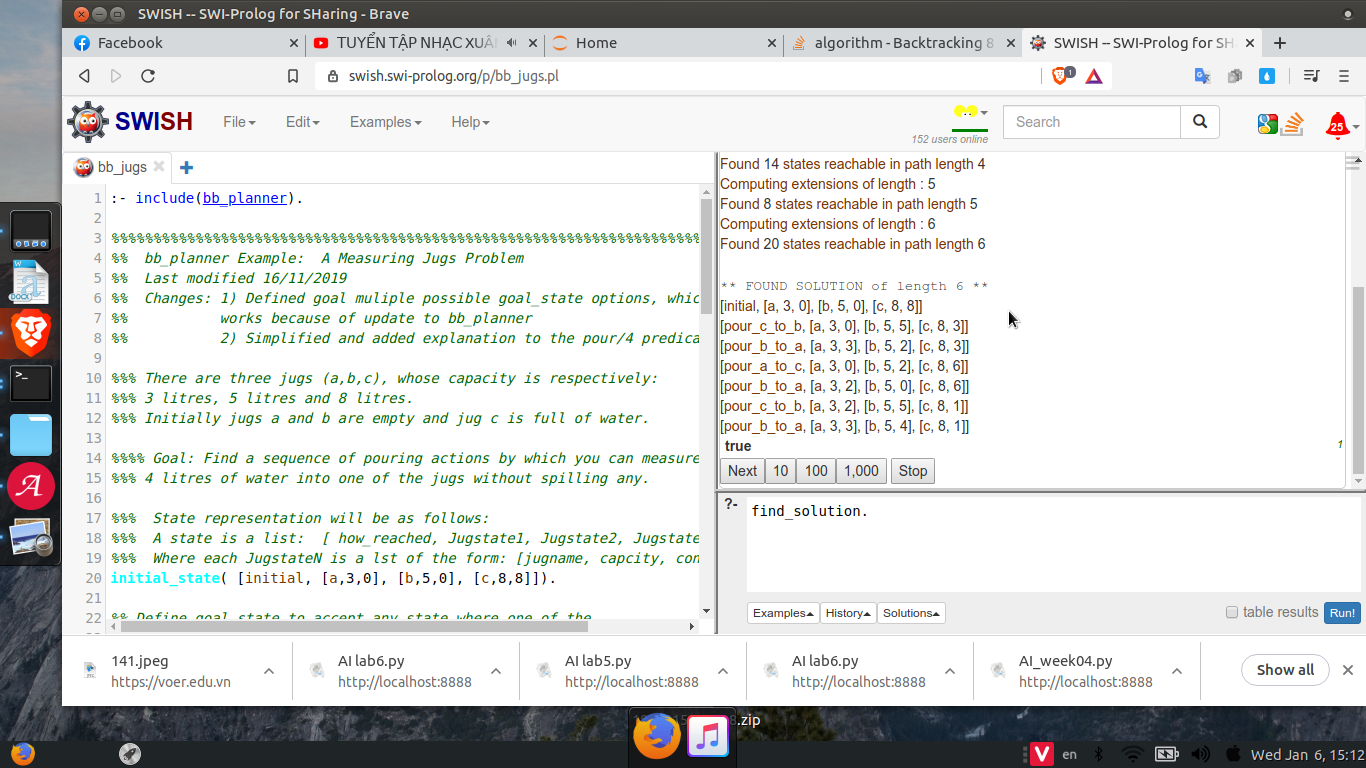 SWISH -- SWI-Prolog for SHaring - Brave
Facebook
TUYỂN TẬP NHẠC XUÂ
Home
algorithm - Backtracking 8
SWISH -- SWI-Prolog for SH
swish.swi-prolog.org/p/bb_jugs.pl
1
SWISH
File
Edit
Examples
Help
152 users online
Search
25
bb_jugs
1 :- include(bb_planner).
2
3 %%%%%%%%%%%%%%%%%%%%%%%%%%%%%%%%%%%%%%%%%%%%%%%%%%%%%%%%%%%%%%%%%%%%%%%
4 %% bb_planner Example: A Measuring Jugs Problem
5 %% Last modified 16/11/2019
6 %% Changes: 1) Defined goal muliple possible goal_state options, whic
7 %% works because of update to bb_planner
8 %% 2) Simplified and added explanation to the pour/4 predica
9
10 %%% There are three jugs (a,b,c), whose capacity is respectively:
11 %%% 3 litres, 5 litres and 8 litres.
12 %%% Initially jugs a and b are empty and jug c is full of water.
13
14 %%%% Goal: Find a sequence of pouring actions by which you can measure
15 %%% 4 litres of water into one of the jugs without spilling any.
16
17 %%% State representation will be as follows:
18 %%% A state is a list: [ how_reached, Jugstate1, Jugstate2, Jugstate
19 %%% Where each JugstateN is a lst of the form: [jugname, capcity, con
20 initial_state( [initial, [a,3,0], [b,5,0], [c,8,8]]).
21
22 %% Define goal state to accept any state where one of the
Found 14 states reachable in path length 4
Computing extensions of length : 5
Found 8 states reachable in path length 5
Computing extensions of length : 6
Found 20 states reachable in path length 6
** FOUND SOLUTION of length 6 **
[initial, [a, 3, 0], [b, 5, 0], [c, 8, 8]]
[pour_c_to_b, [a, 3, 0], [b, 5, 5], [c, 8, 3]]
[pour_b_to_a, [a, 3, 3], [b, 5, 2], [c, 8, 3]]
[pour_a_to_c, [a, 3, 0], [b, 5, 2], [c, 8, 6]]
[pour_b_to_a, [a, 3, 2], [b, 5, 0], [c, 8, 6]]
[pour_c_to_b, [a, 3, 2], [b, 5, 5], [c, 8, 1]]
[pour_b_to_a, [a, 3, 3], [b, 5, 4], [c, 8, 1]]
true
1
Next 10 100 1,000 Stop
?- find_solution.
Examples History Solutions
table results Run!
141.jpeg
https://voer.edu.vn
AI lab6.py
http://localhost:8888
AI lab5.py
http://localhost:8888
AI lab6.py
http://localhost:8888
AI_week04.py
http://localhost:8888
Show all
8.zip
V
en
Wed Jan 6, 15:12